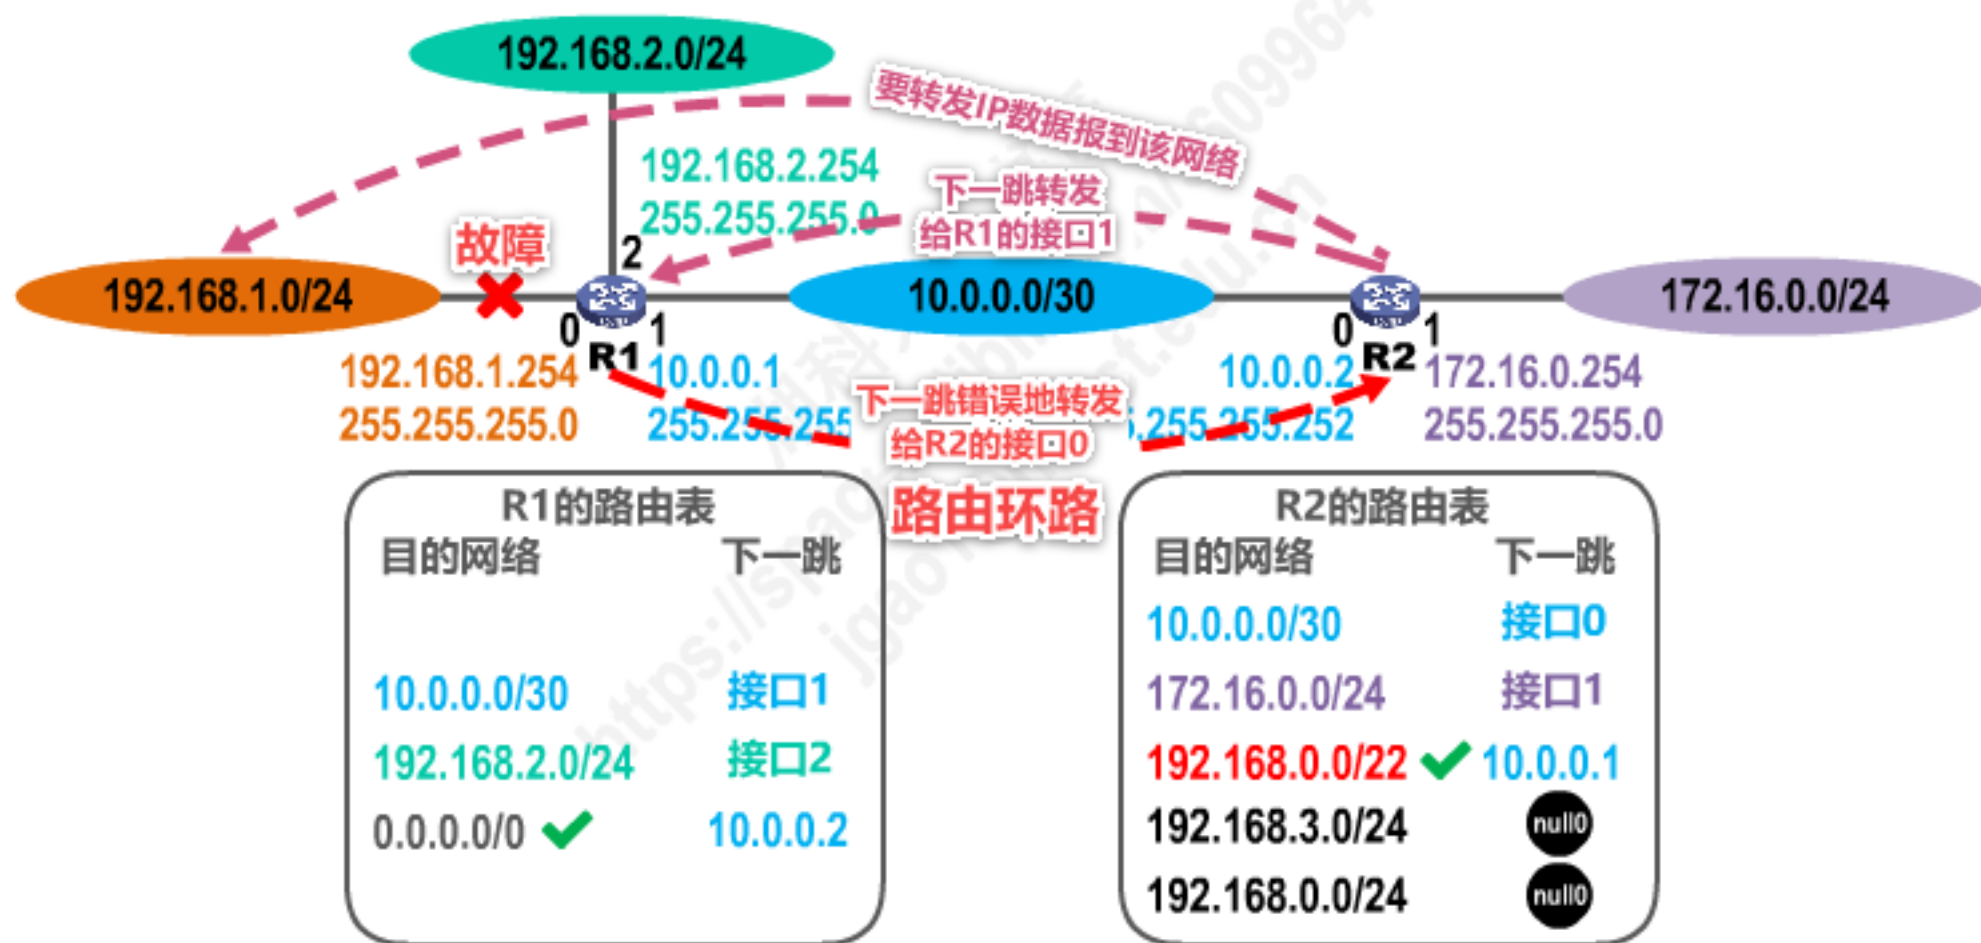 192.168.2.0/24
要转发IP数据报到该网络
192.168.2.254
255.255.255.0
下一跳转发
给R1的接口1
故障
2
192.168.1.0/24
10.0.0.0/30
172.16.0.0/24
0
1
R1
0
1
R2
192.168.1.254
255.255.255.0
10.0.0.1
255.255.255
下一跳错误地转发
给R2的接口0
10.0.0.2
.255.255.252
172.16.0.254
255.255.255.0
路由环路
R1的路由表
目的网络 下一跳
10.0.0.0/30 接口1
192.168.2.0/24 接口2
0.0.0.0/0 10.0.0.2
R2的路由表
目的网络 下一跳
10.0.0.0/30 接口0
172.16.0.0/24 接口1
192.168.0.0/22 10.0.0.1
192.168.3.0/24 null0
192.168.0.0/24 null0